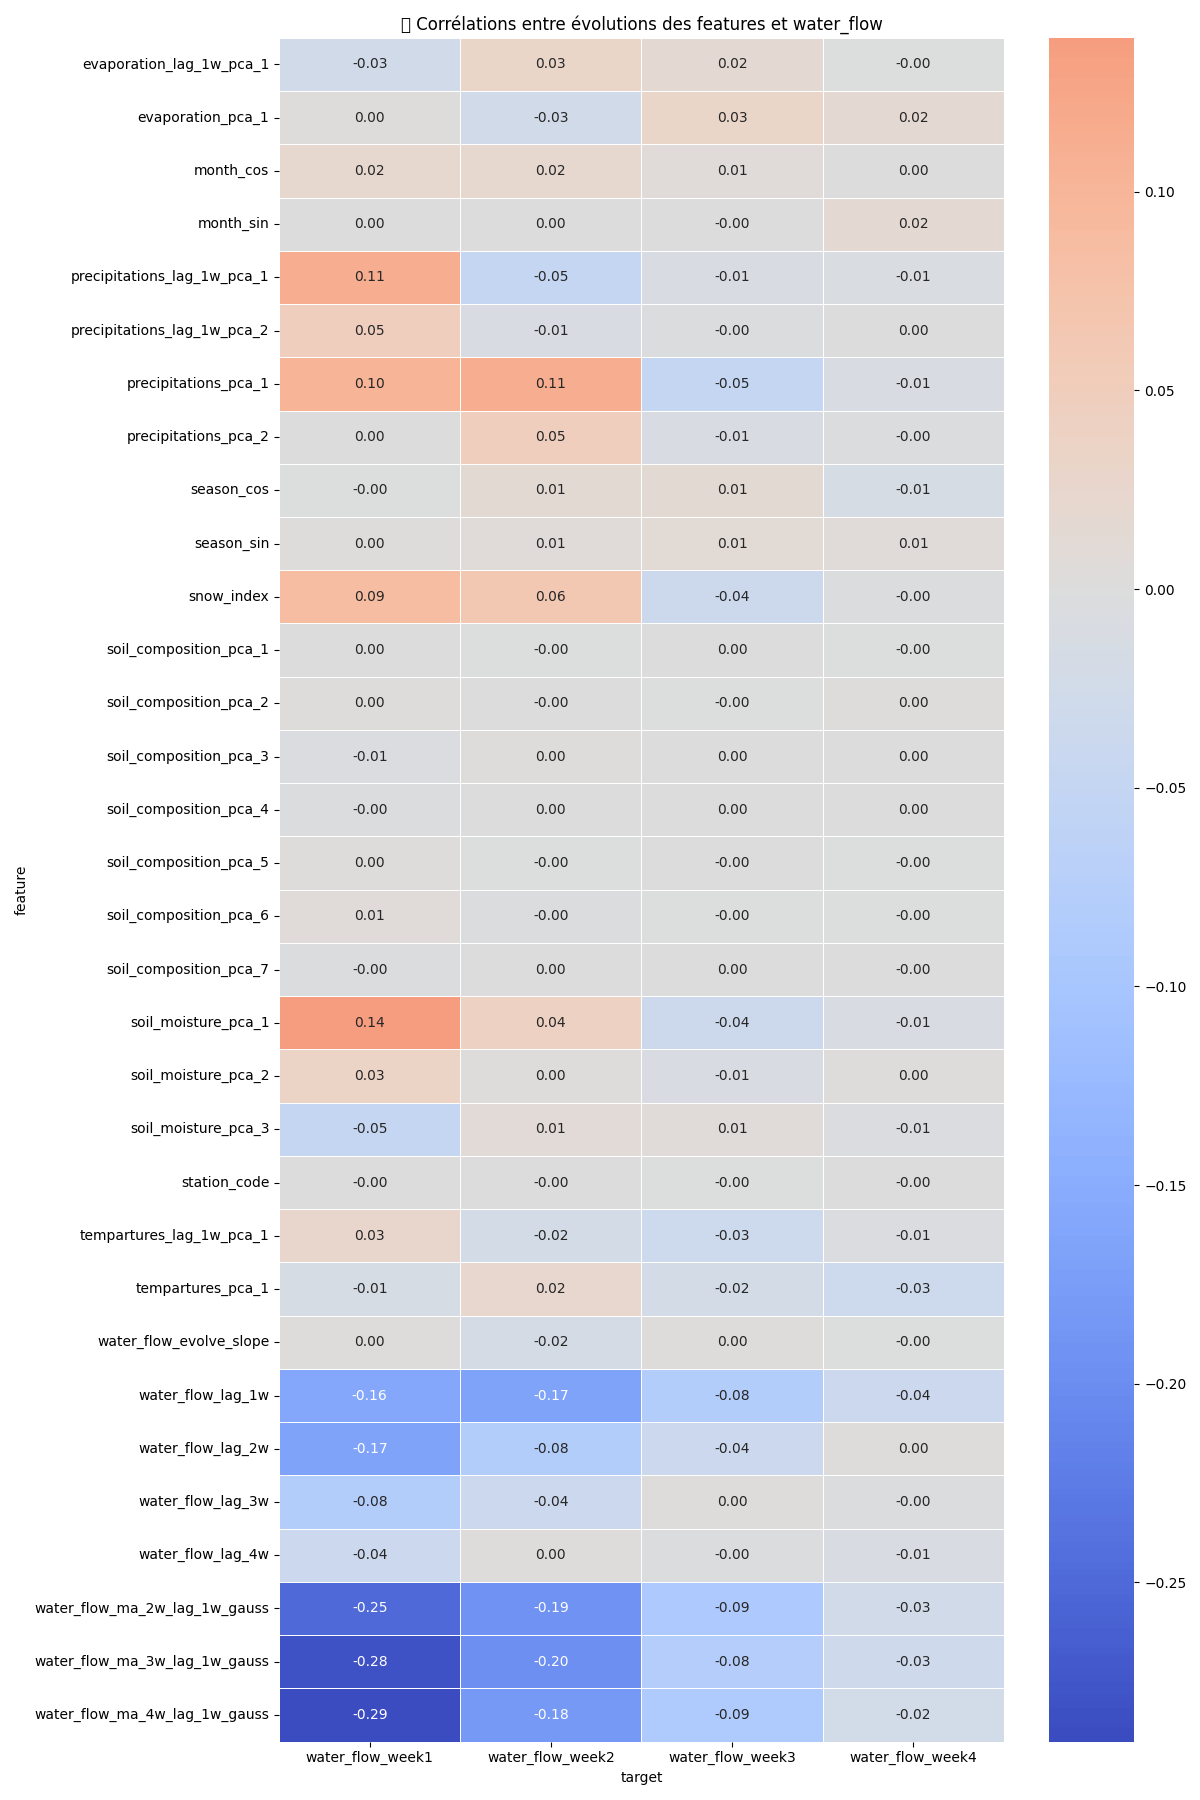 Corrélations entre évolutions des features et water_flow
evaporation_lag_1w_pca_1 -0.03 0.03 0.02 -0.00
evaporation_pca_1 0.00 -0.03 0.03 0.02
month_cos 0.02 0.02 0.01 0.00
month_sin 0.00 0.00 -0.00 0.02
precipitations_lag_1w_pca_1 0.11 -0.05 -0.01 -0.01
precipitations_lag_1w_pca_2 0.05 -0.01 -0.00 0.00
precipitations_pca_1 0.10 0.11 -0.05 -0.01
precipitations_pca_2 0.00 0.05 -0.01 -0.00
season_cos -0.00 0.01 0.01 -0.01
season_sin 0.00 0.01 0.01 0.01
snow_index 0.09 0.06 -0.04 -0.00
soil_composition_pca_1 0.00 -0.00 0.00 -0.00
soil_composition_pca_2 0.00 -0.00 -0.00 0.00
soil_composition_pca_3 -0.01 0.00 0.00 0.00
soil_composition_pca_4 -0.00 0.00 0.00 0.00
soil_composition_pca_5 0.00 -0.00 -0.00 -0.00
soil_composition_pca_6 0.01 -0.00 -0.00 -0.00
soil_composition_pca_7 -0.00 0.00 0.00 -0.00
soil_moisture_pca_1 0.14 0.04 -0.04 -0.01
soil_moisture_pca_2 0.03 0.00 -0.01 0.00
soil_moisture_pca_3 -0.05 0.01 0.01 -0.01
station_code -0.00 -0.00 -0.00 -0.00
tempartures_lag_1w_pca_1 0.03 -0.02 -0.03 -0.01
tempartures_pca_1 -0.01 0.02 -0.02 -0.03
water_flow_evolve_slope 0.00 -0.02 0.00 -0.00
water_flow_lag_1w -0.16 -0.17 -0.08 -0.04
water_flow_lag_2w -0.17 -0.08 -0.04 0.00
water_flow_lag_3w -0.08 -0.04 0.00 -0.00
water_flow_lag_4w -0.04 0.00 -0.00 -0.01
water_flow_ma_2w_lag_1w_gauss -0.25 -0.19 -0.09 -0.03
water_flow_ma_3w_lag_1w_gauss -0.28 -0.20 -0.08 -0.03
water_flow_ma_4w_lag_1w_gauss -0.29 -0.18 -0.09 -0.02
water_flow_week1 water_flow_week2 water_flow_week3 water_flow_week4
target
feature
0.10
0.05
0.00
−0.05
−0.10
−0.15
−0.20
−0.25